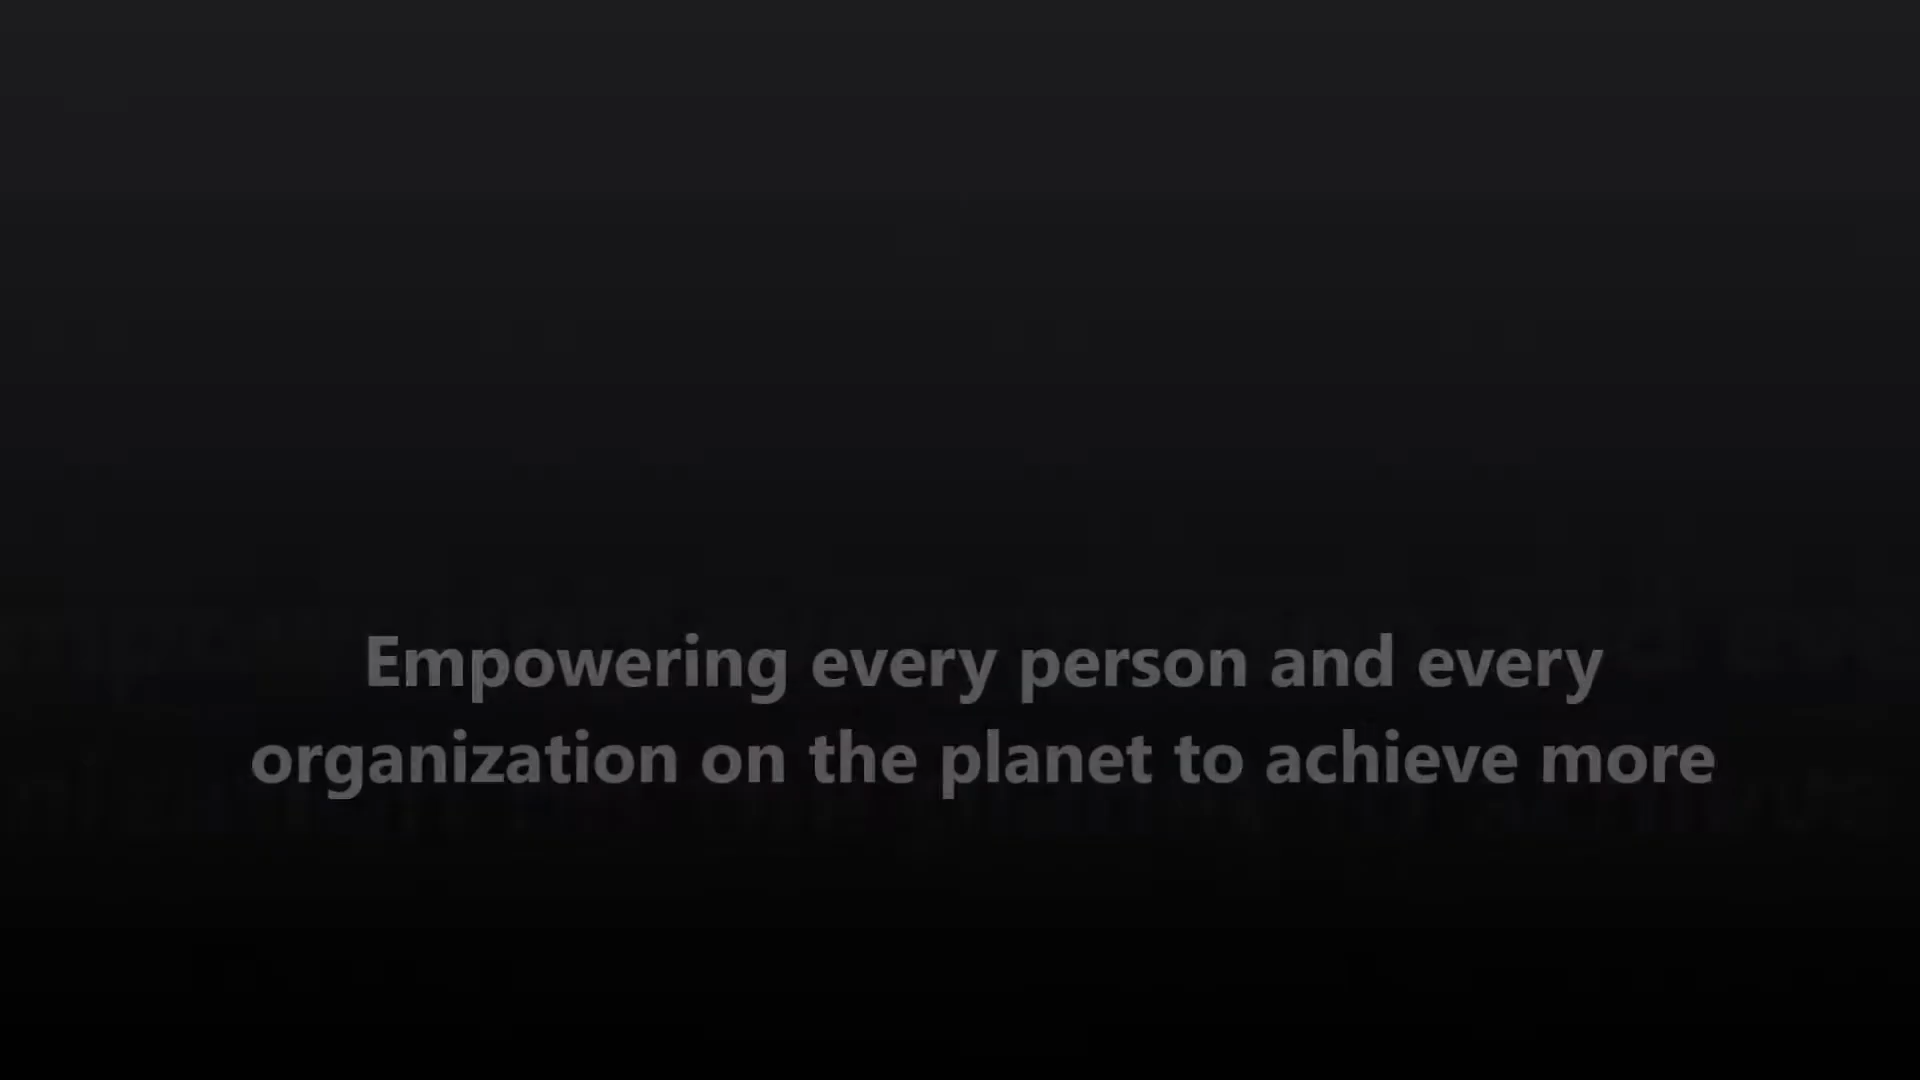 Empowering every person and every
organization on the planet to achieve more